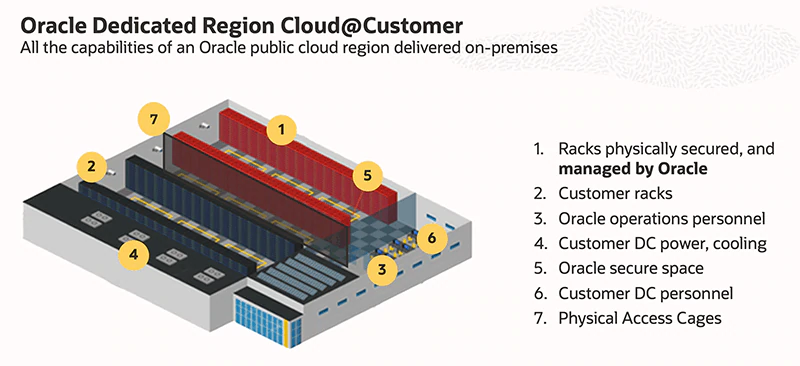 Oracle Dedicated Region Cloud@Customer
All the capabilities of an Oracle public cloud region delivered on-premises
7
1
2
5
6
4
3
1. Racks physically secured, and
managed by Oracle
2. Customer racks
3. Oracle operations personnel
4. Customer DC power, cooling
5. Oracle secure space
6. Customer DC personnel
7. Physical Access Cages